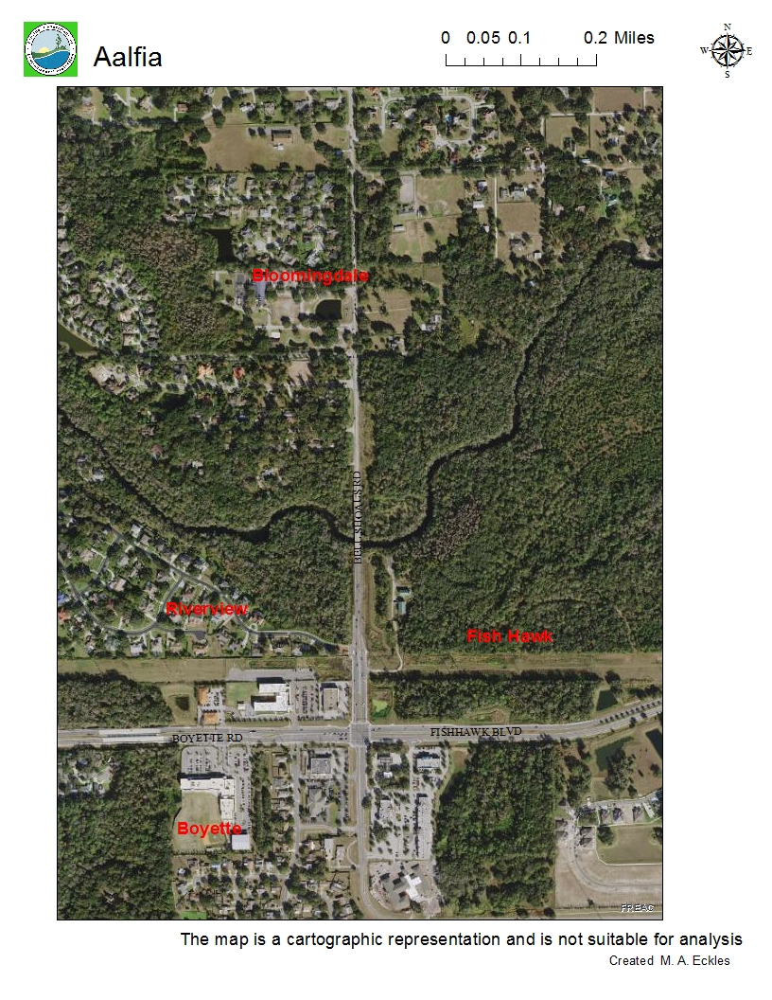 Aalfia
0 0.05 0.1 0.2 Miles
N
W E
S
Bloomingdale
BELL SHOALS RD
Riverview
Fish Hawk
BOYETTE RD
FISHHAWK BLVD
Boyette
FREAC
The map is a cartographic representation and is not suitable for analysis
Created M. A. Eckles